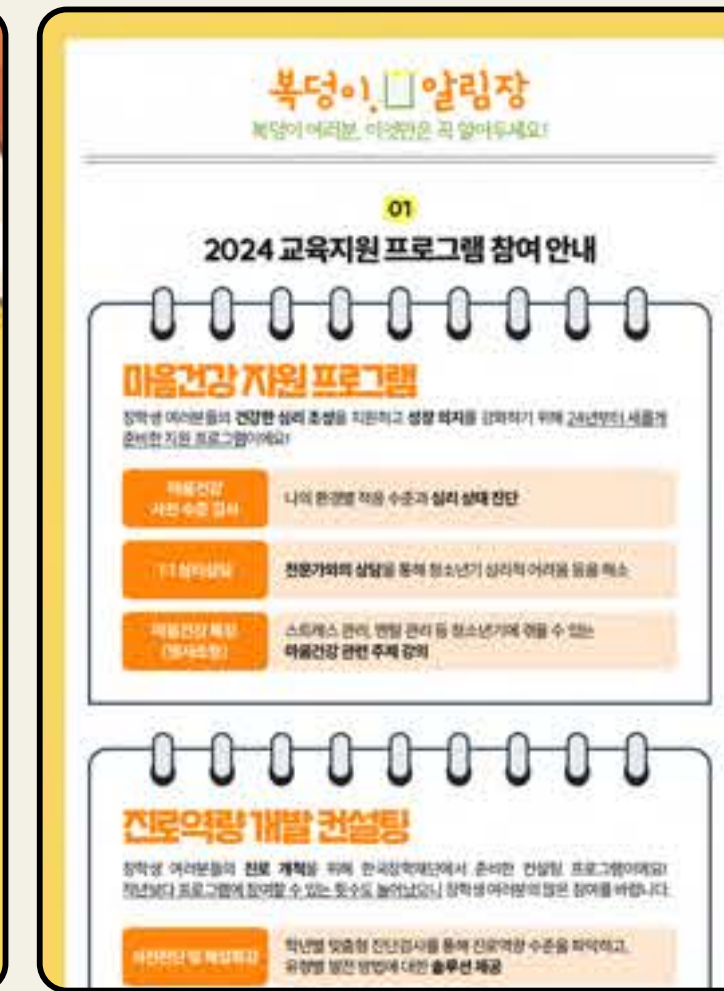 복덩이, 알림장
복덩이 여러분, 이것만은 꼭 알아두세요!
01
2024 교육지원 프로그램 참여 안내
마음건강 지원 프로그램
장학생 여러분들의 건강한 심리 조성을 지원하고 성장 의지를 강화하기 위해 24년부터 새롭게
준비한 지원 프로그램이에요!
마음건강
사전 수준 검사
나의 환경별 적응 수준과 심리 상태 진단
1:1 심리상담
전문가와의 상담을 통해 청소년기 심리적 어려움 등을 해소
마음건강 특강
(명사초청)
스트레스 관리, 멘탈 관리 등 청소년기에 겪을 수 있는
마음건강 관련 주제 강의
진로역량 개발 컨설팅
장학생 여러분들의 진로 개척을 위해 한국장학재단에서 준비한 컨설팅 프로그램이에요!
작년보다 프로그램에 참여할 수 있는 횟수도 늘어났으니 장학생 여러분의 많은 참여를 바랍니다.
사전진단 및 해설특강
학년별 맞춤형 진단검사를 통해 진로역량 수준을 파악하고,
유형별 발전 방법에 대한 솔루션 제공